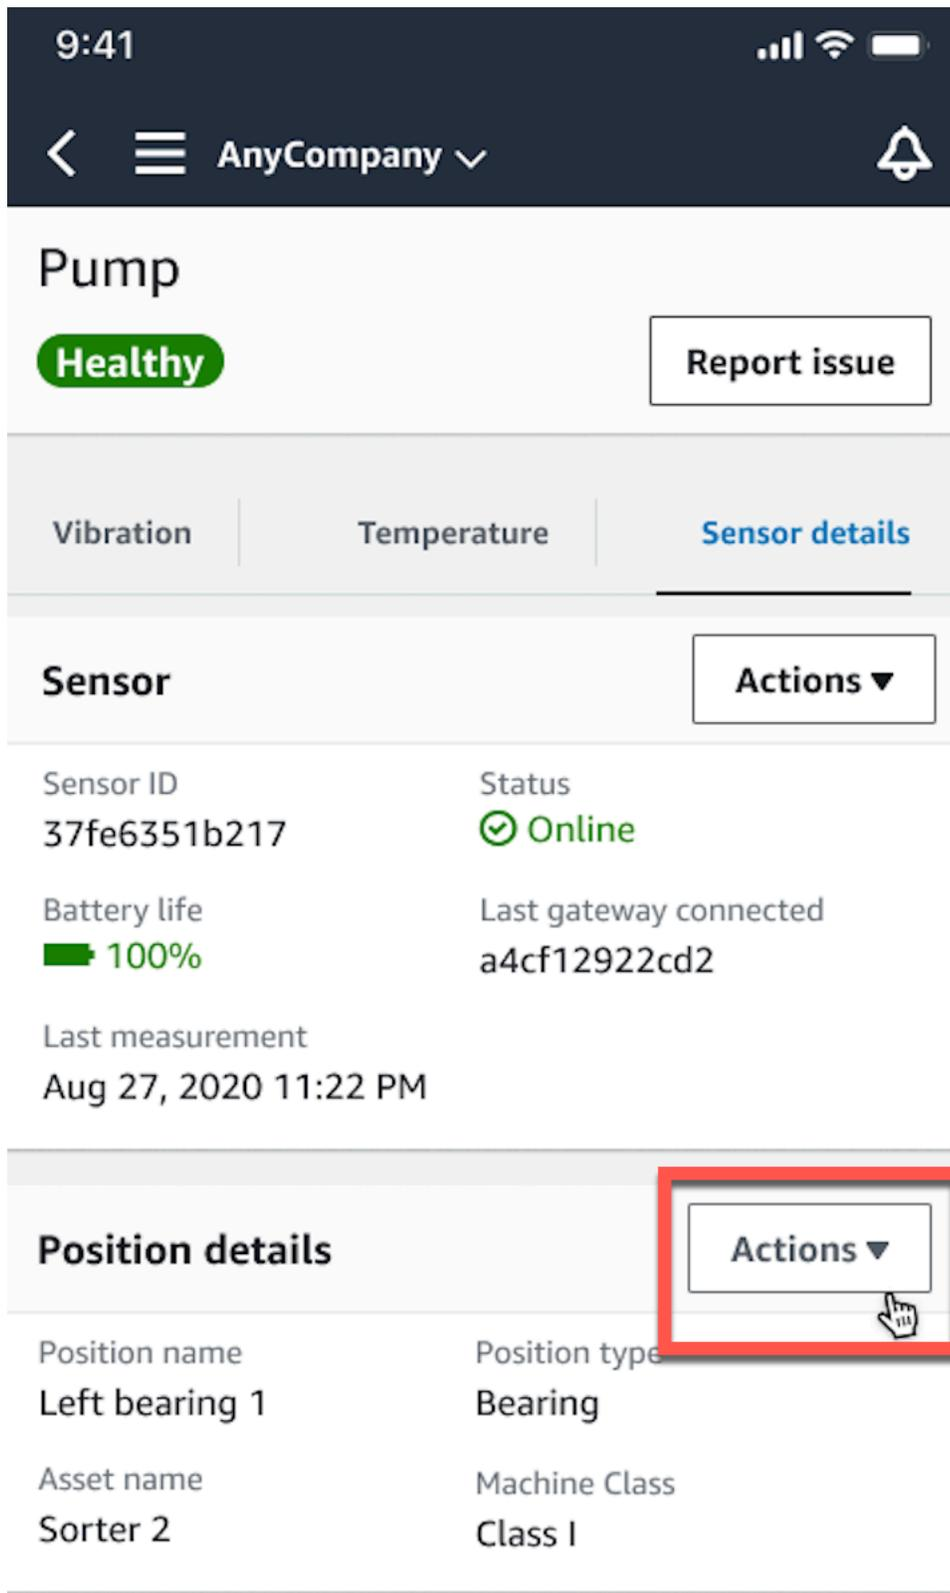 9:41
AnyCompany
Pump
Healthy
Report issue
Vibration Temperature Sensor details
Sensor Actions ▼
Sensor ID Status
37fe6351b217 Online
Battery life Last gateway connected
100% a4cf12922cd2
Last measurement
Aug 27, 2020 11:22 PM
Position details Actions ▼
Position name Position type
Left bearing 1 Bearing
Asset name Machine Class
Sorter 2 Class I